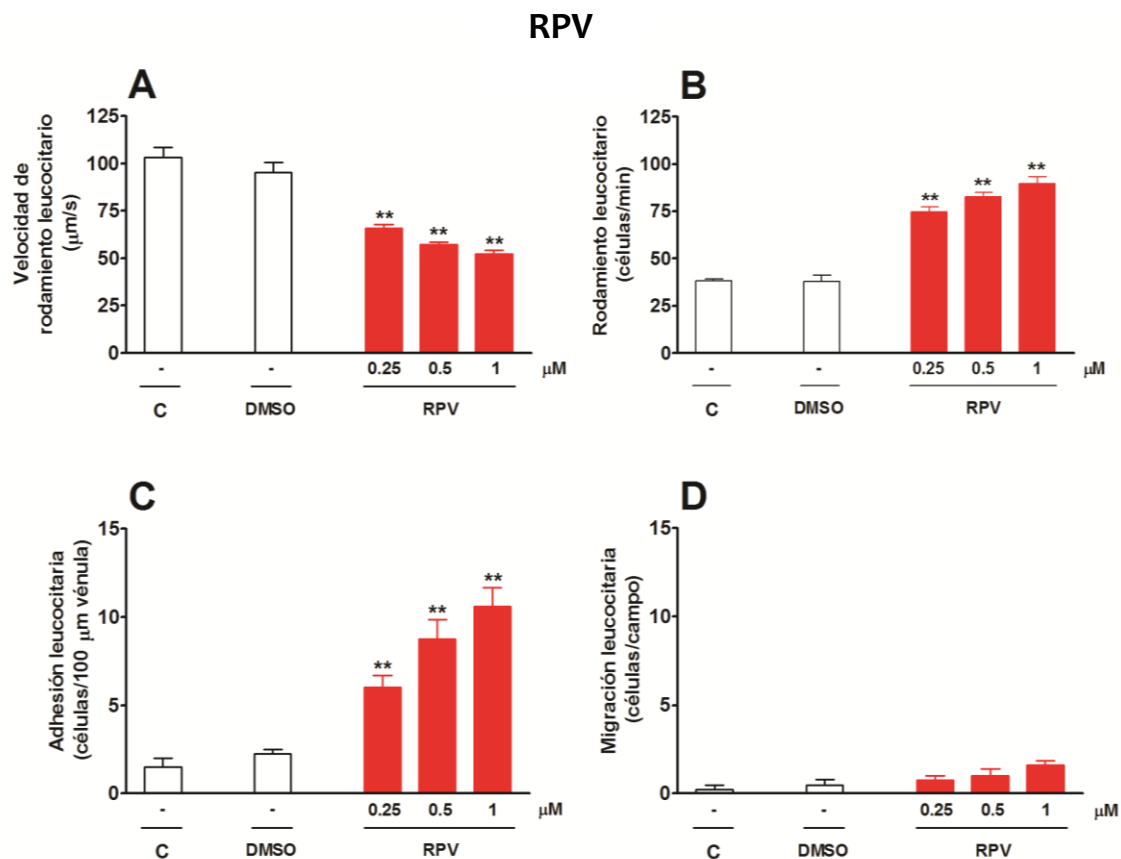 RPV
A
Velocidad de
rodamiento leucocitario
(μm/s)
125
100
75
50
25
0
**
**
**
-
-
0.25
0.5
1
μM
C
DMSO
RPV
B
Rodamiento leucocitario
(células/min)
125
100
75
50
25
0
**
**
**
-
-
0.25
0.5
1
μM
C
DMSO
RPV
C
Adhesión leucocitaria
(células/100 μm vénula)
15
10
5
0
**
**
**
-
-
0.25
0.5
1
μM
C
DMSO
RPV
D
Migración leucocitaria
(células/campo)
15
10
5
0
-
-
0.25
0.5
1
μM
C
DMSO
RPV